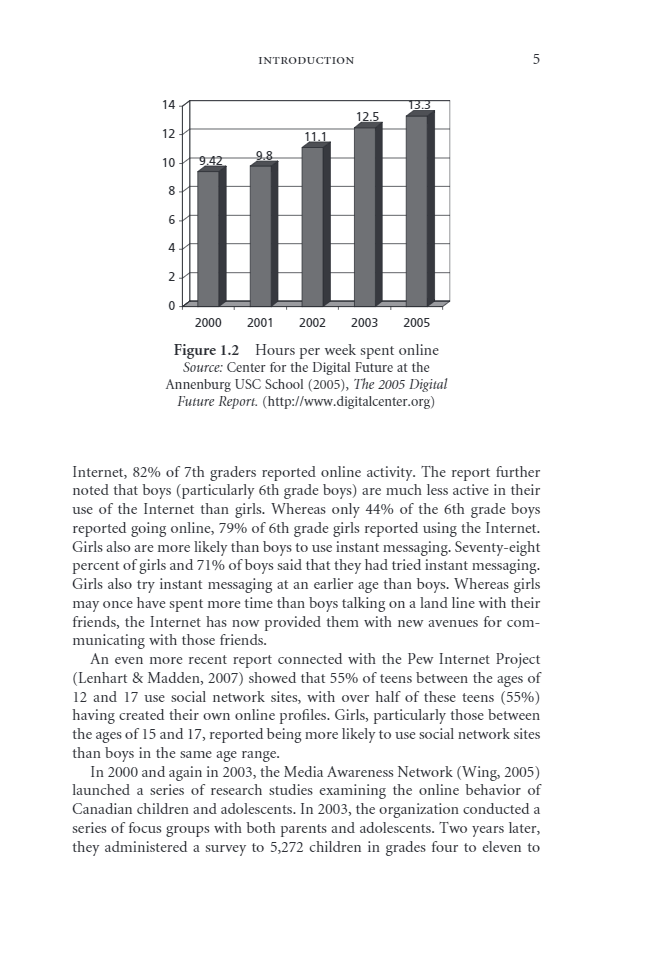 INTRODUCTION 5
14
12
10
8
6
4
2
0
9.42
9.8
11.1
12.5
13.3
2000 2001 2002 2003 2005
Figure 1.2 Hours per week spent online
Source: Center for the Digital Future at the
Annenburg USC School (2005), The 2005 Digital
Future Report. (http://www.digitalcenter.org)
Internet, 82% of 7th graders reported online activity. The report further
noted that boys (particularly 6th grade boys) are much less active in their
use of the Internet than girls. Whereas only 44% of the 6th grade boys
reported going online, 79% of 6th grade girls reported using the Internet.
Girls also are more likely than boys to use instant messaging. Seventy-eight
percent of girls and 71% of boys said that they had tried instant messaging.
Girls also try instant messaging at an earlier age than boys. Whereas girls
may once have spent more time than boys talking on a land line with their
friends, the Internet has now provided them with new avenues for com-
municating with those friends.
An even more recent report connected with the Pew Internet Project
(Lenhart & Madden, 2007) showed that 55% of teens between the ages of
12 and 17 use social network sites, with over half of these teens (55%)
having created their own online profiles. Girls, particularly those between
the ages of 15 and 17, reported being more likely to use social network sites
than boys in the same age range.
In 2000 and again in 2003, the Media Awareness Network (Wing, 2005)
launched a series of research studies examining the online behavior of
Canadian children and adolescents. In 2003, the organization conducted a
series of focus groups with both parents and adolescents. Two years later,
they administered a survey to 5,272 children in grades four to eleven to